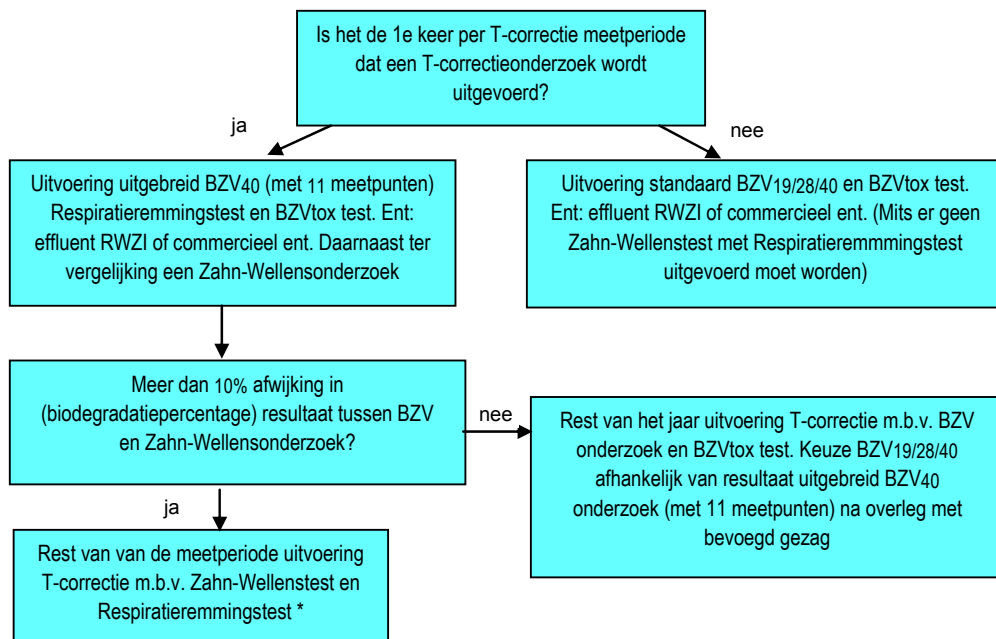 Is het de 1e keer per T-correctie meetperiode
dat een T-correctieonderzoek wordt
uitgevoerd?
ja
nee
Uitvoering uitgebreid BZV40 (met 11 meetpunten)
Respiratieremmingstest en BZVtox test. Ent:
effluent RWZI of commercieel ent. Daarnaast ter
vergelijking een Zahn-Wellensonderzoek
Uitvoering standaard BZV19/28/40 en BZVtox test.
Ent: effluent RWZI of commercieel ent. (Mits er geen
Zahn-Wellenstest met Respiratieremmmingstest
uitgevoerd moet worden)
Meer dan 10% afwijking in
(biodegradatiepercentage) resultaat tussen BZV
en Zahn-Wellensonderzoek?
nee
Rest van het jaar uitvoering T-correctie m.b.v. BZV
onderzoek en BZVtox test. Keuze BZV19/28/40
afhankelijk van resultaat uitgebreid BZV40
onderzoek (met 11 meetpunten) na overleg met
bevoegd gezag
ja
Rest van van de meetperiode uitvoering
T-correctie m.b.v. Zahn-Wellenstest en
Respiratieremmingstest *